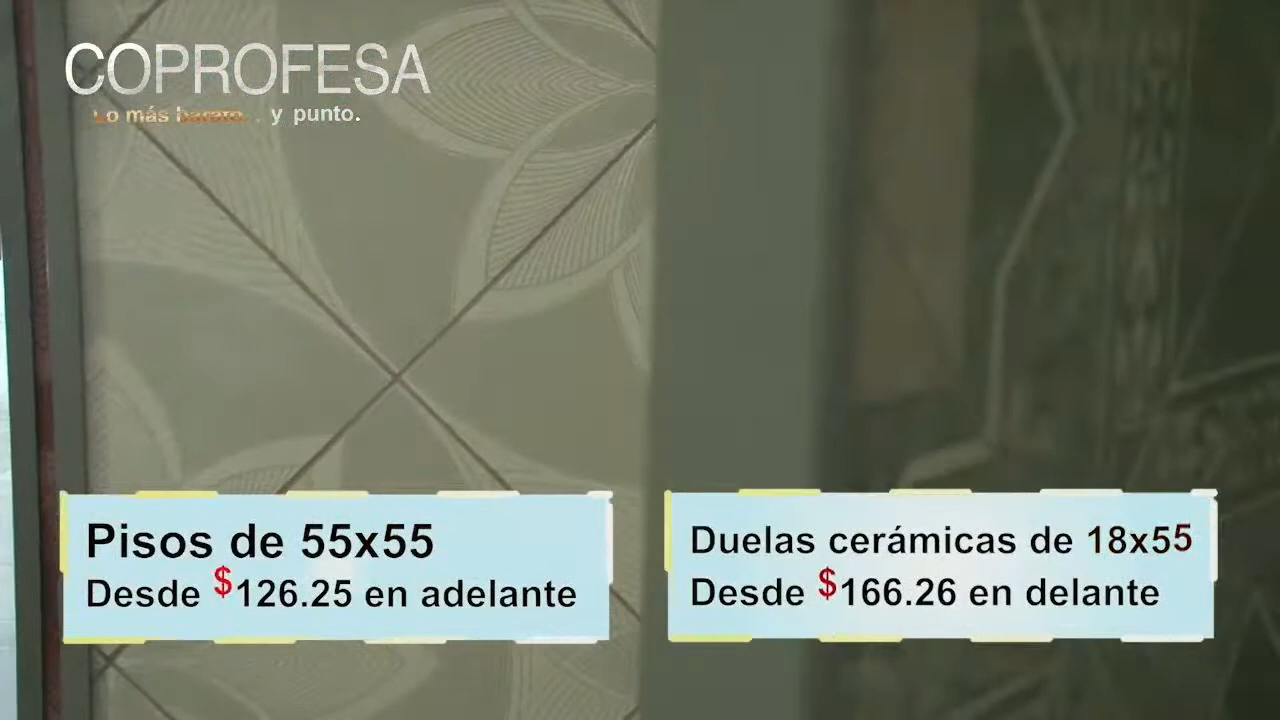 COPROFESA
Lo más barato. . . y punto.
Pisos de 55x55
Desde $126.25 en adelante
Duelas cerámicas de 18x55
Desde $166.26 en delante